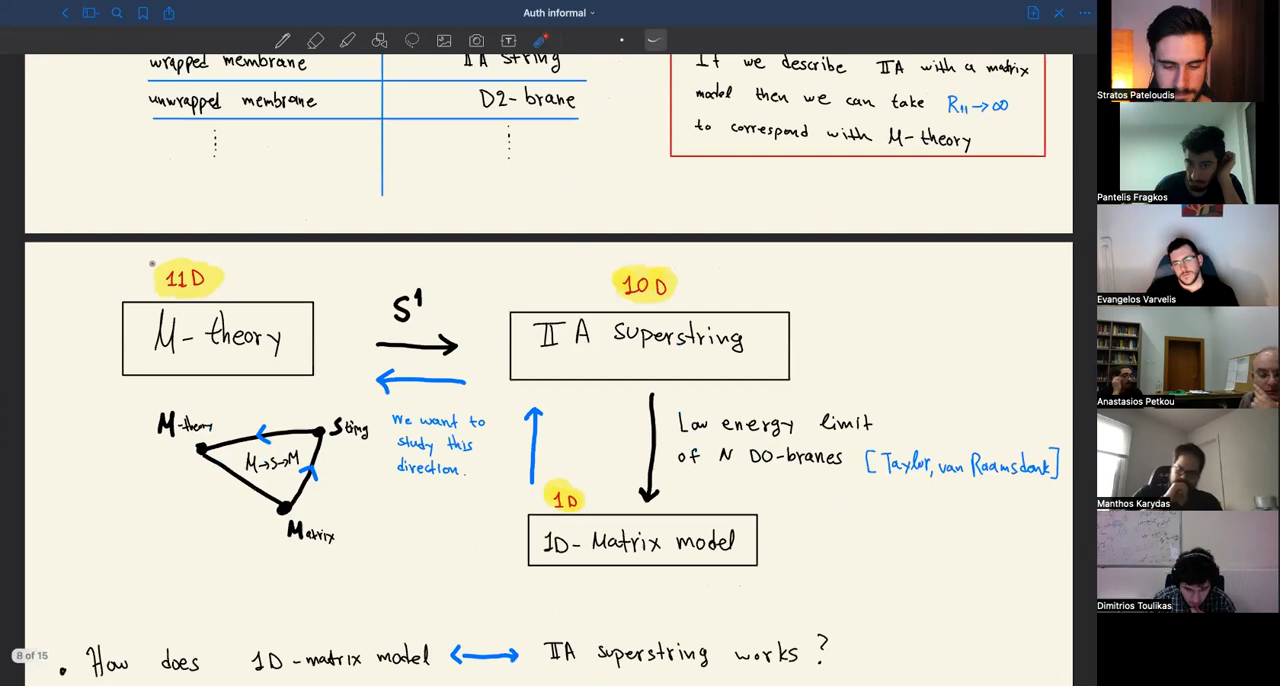 Auth informal
wrapped membrane
IIA string
unwrapped membrane
D2-brane
If we describe IIA with a matrix
model then we can take R11→∞
to correspond with M-theory
11D
M-theory
S1
10D
II A superstring
We want to
study this
direction.
M-theory
String
M→S→M
Matrix
Low energy limit
of N D0-branes [Taylor, van Raamsdonk]
1D
1D-Matrix model
8 of 15
. How does 1D-matrix model ↔ IIA superstring works?
Stratos Pateloudis
Pantelis Fragkos
Evangelos Varvelis
Anastasios Petkou
Manthos Karydas
Dimitrios Toulikas